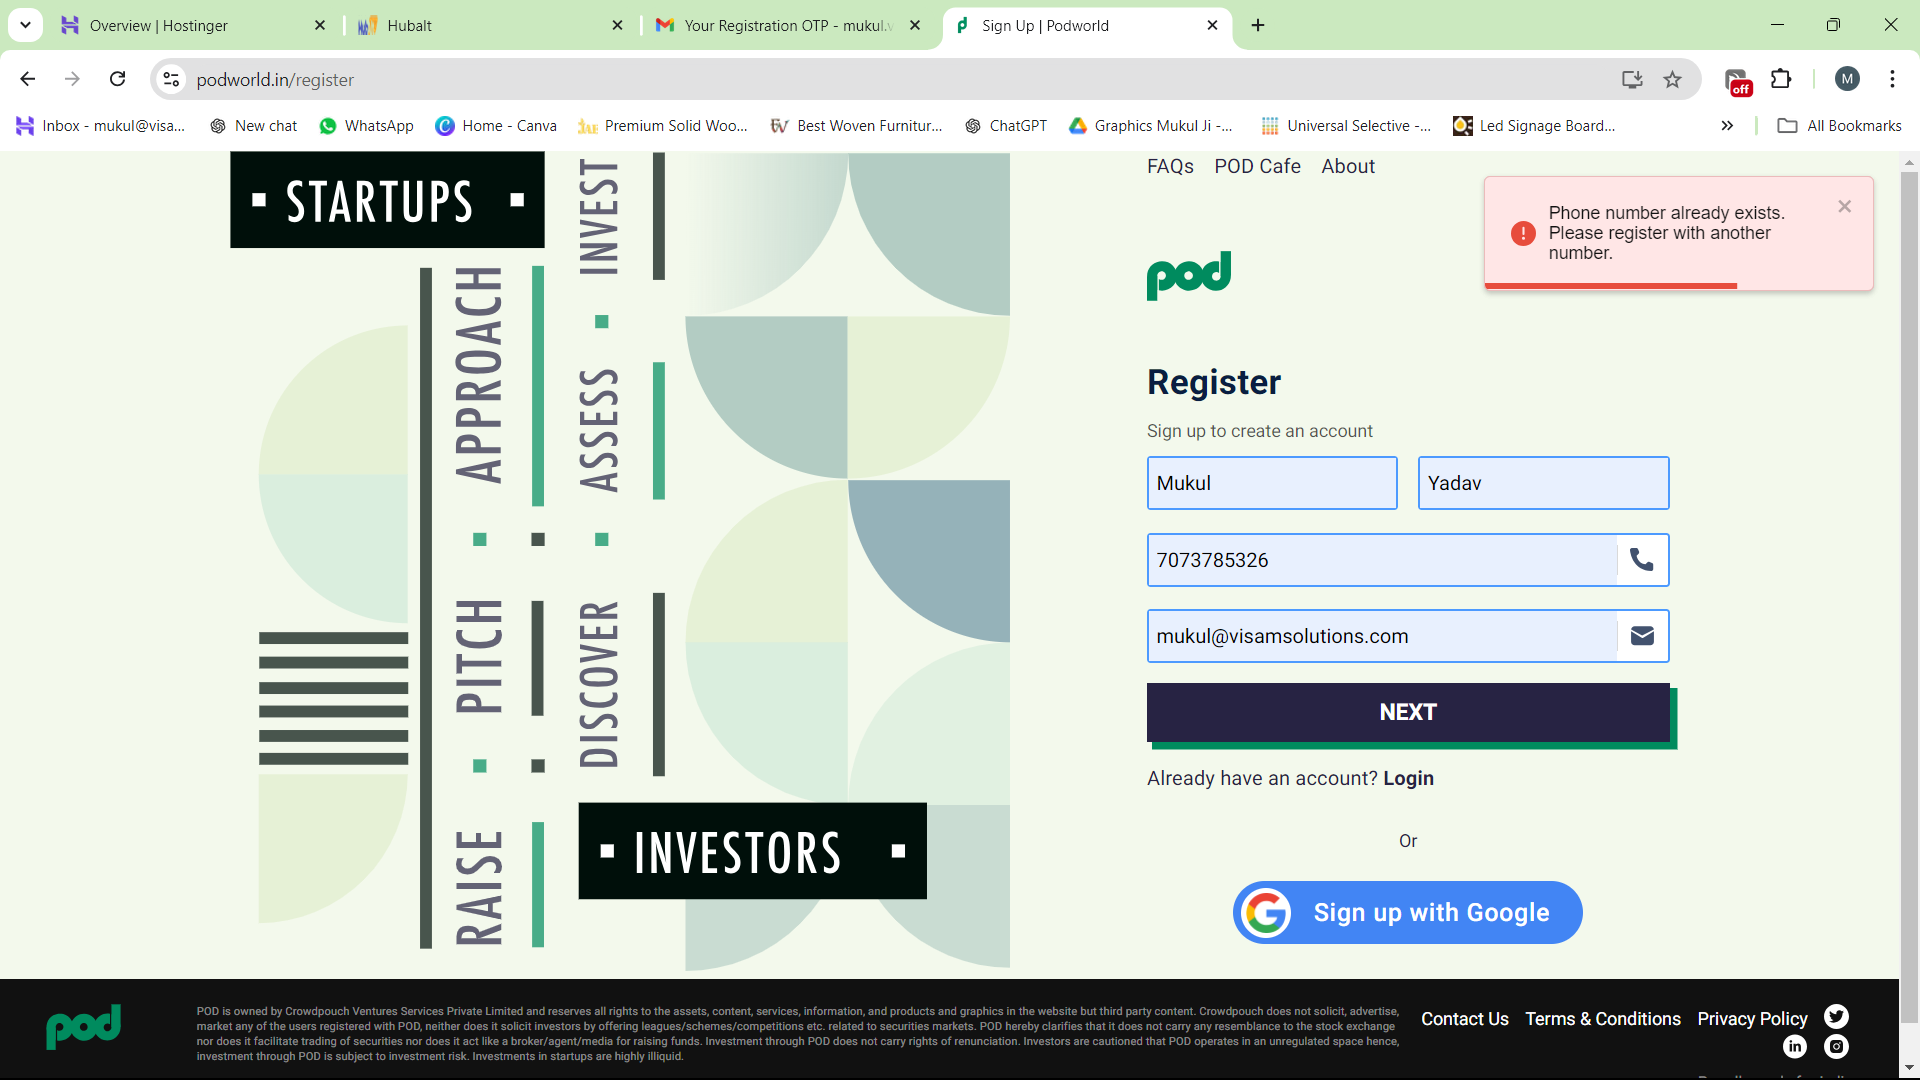 Overview | Hostinger
Hubalt
Your Registration OTP - mukul.v
Sign Up | Podworld
podworld.in/register
off
M
Inbox - mukul@visa...
New chat
WhatsApp
Home - Canva
Premium Solid Woo...
Best Woven Furnitur...
ChatGPT
Graphics Mukul Ji -...
Universal Selective -...
Led Signage Board...
All Bookmarks
STARTUPS
INVEST
APPROACH
ASSESS
PITCH
DISCOVER
RAISE
INVESTORS
FAQs POD Cafe About
Phone number already exists.
Please register with another
number.
pod
Register
Sign up to create an account
Mukul
Yadav
7073785326
mukul@visamsolutions.com
NEXT
Already have an account? Login
Or
Sign up with Google
pod
POD is owned by Crowdpouch Ventures Services Private Limited and reserves all rights to the assets, content, services, information, and products and graphics in the website but third party content. Crowdpouch does not solicit, advertise,
market any of the users registered with POD, neither does it solicit investors by offering leagues/schemes/competitions etc. related to securities markets. POD hereby clarifies that it does not carry any resemblance to the stock exchange
nor does it facilitate trading of securities nor does it act like a broker/agent/media for raising funds. Investment through POD does not carry rights of renunciation. Investors are cautioned that POD operates in an unregulated space hence,
investment through POD is subject to investment risk. Investments in startups are highly illiquid.
Contact Us Terms & Conditions Privacy Policy